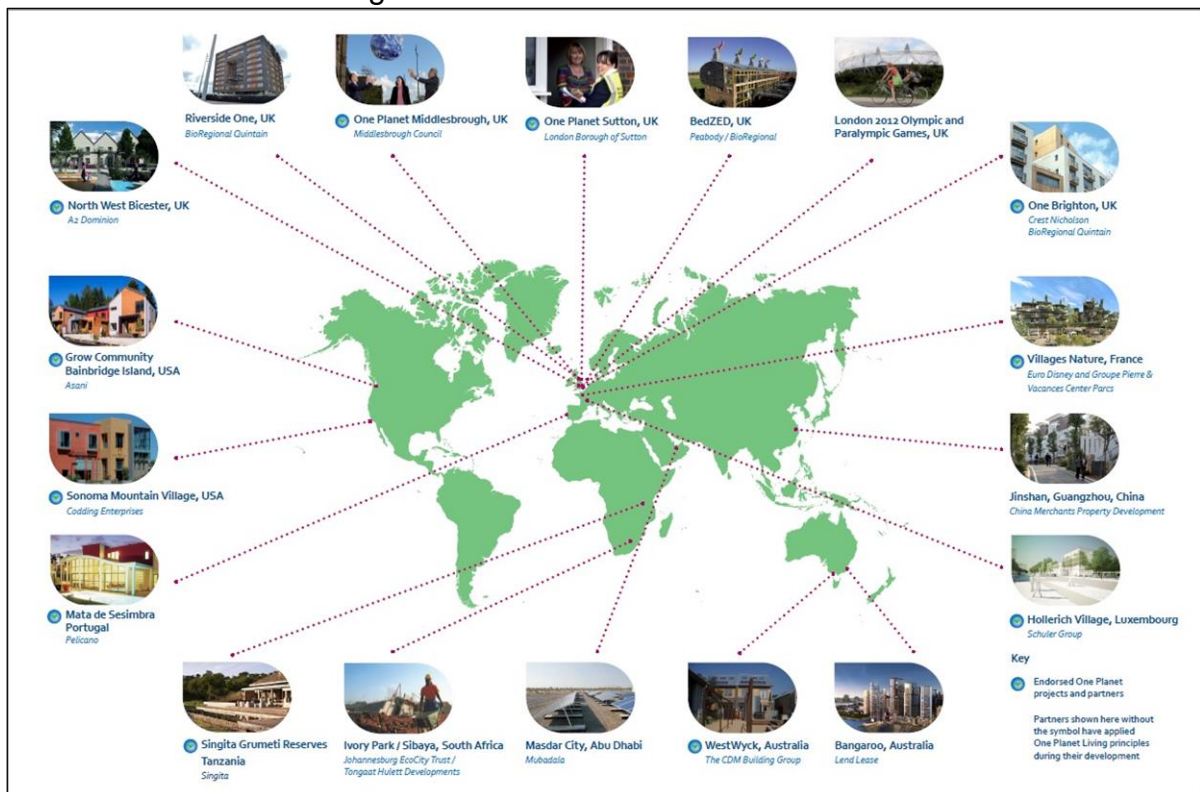 Riverside One, UK
BioRegional Quintain
One Planet Middlesbrough, UK
Middlesbrough Council
One Planet Sutton, UK
London Borough of Sutton
BedZED, UK
Peabody / BioRegional
London 2012 Olympic and
Paralympic Games, UK
North West Bicester, UK
A2 Dominion
One Brighton, UK
Crest Nicholson
BioRegional Quintain
Grow Community
Bainbridge Island, USA
Asani
Villages Nature, France
Euro Disney and Groupe Pierre &
Vacances Center Parcs
Sonoma Mountain Village, USA
Codding Enterprises
Jinshan, Guangzhou, China
China Merchants Property Development
Mata de Sesimbra
Portugal
Pelicano
Hollerich Village, Luxembourg
Schuler Group
Singita Grumeti Reserves
Tanzania
Singita
Ivory Park / Sibaya, South Africa
Johannesburg EcoCity Trust /
Tongaat Hulett Developments
Masdar City, Abu Dhabi
Mubadala
WestWyck, Australia
The CDM Building Group
Bangaroo, Australia
Lend Lease
Key
Endorsed One Planet
projects and partners
Partners shown here without
the symbol have applied
One Planet Living principles
during their development